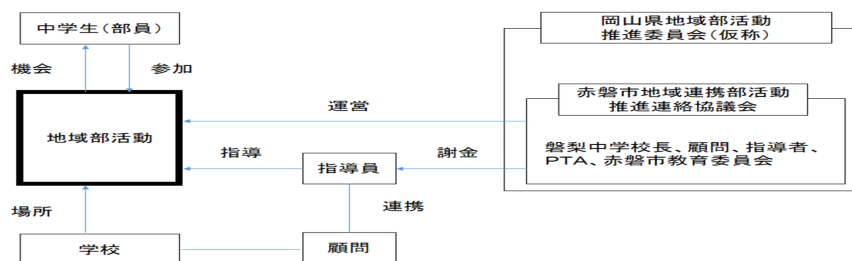 中学生（部員）
岡山県地域部活動
推進委員会（仮称）
機会
参加
赤磐市地域連携部活動
推進連絡協議会
運営
地域部活動
磐梨中学校長、顧問、指導者、
PTA、赤磐市教育委員会
指導
謝金
指導員
連携
場所
学校
顧問